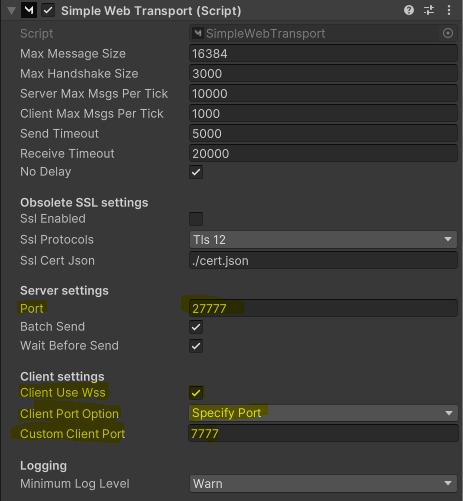 Simple Web Transport (Script)
Script SimpleWebTransport
Max Message Size 16384
Max Handshake Size 3000
Server Max Msgs Per Tick 10000
Client Max Msgs Per Tick 1000
Send Timeout 5000
Receive Timeout 20000
No Delay
Obsolete SSL settings
Ssl Enabled
Ssl Protocols Tls 12
Ssl Cert Json ./cert.json
Server settings
Port 27777
Batch Send
Wait Before Send
Client settings
Client Use Wss
Client Port Option Specify Port
Custom Client Port 7777
Logging
Minimum Log Level Warn